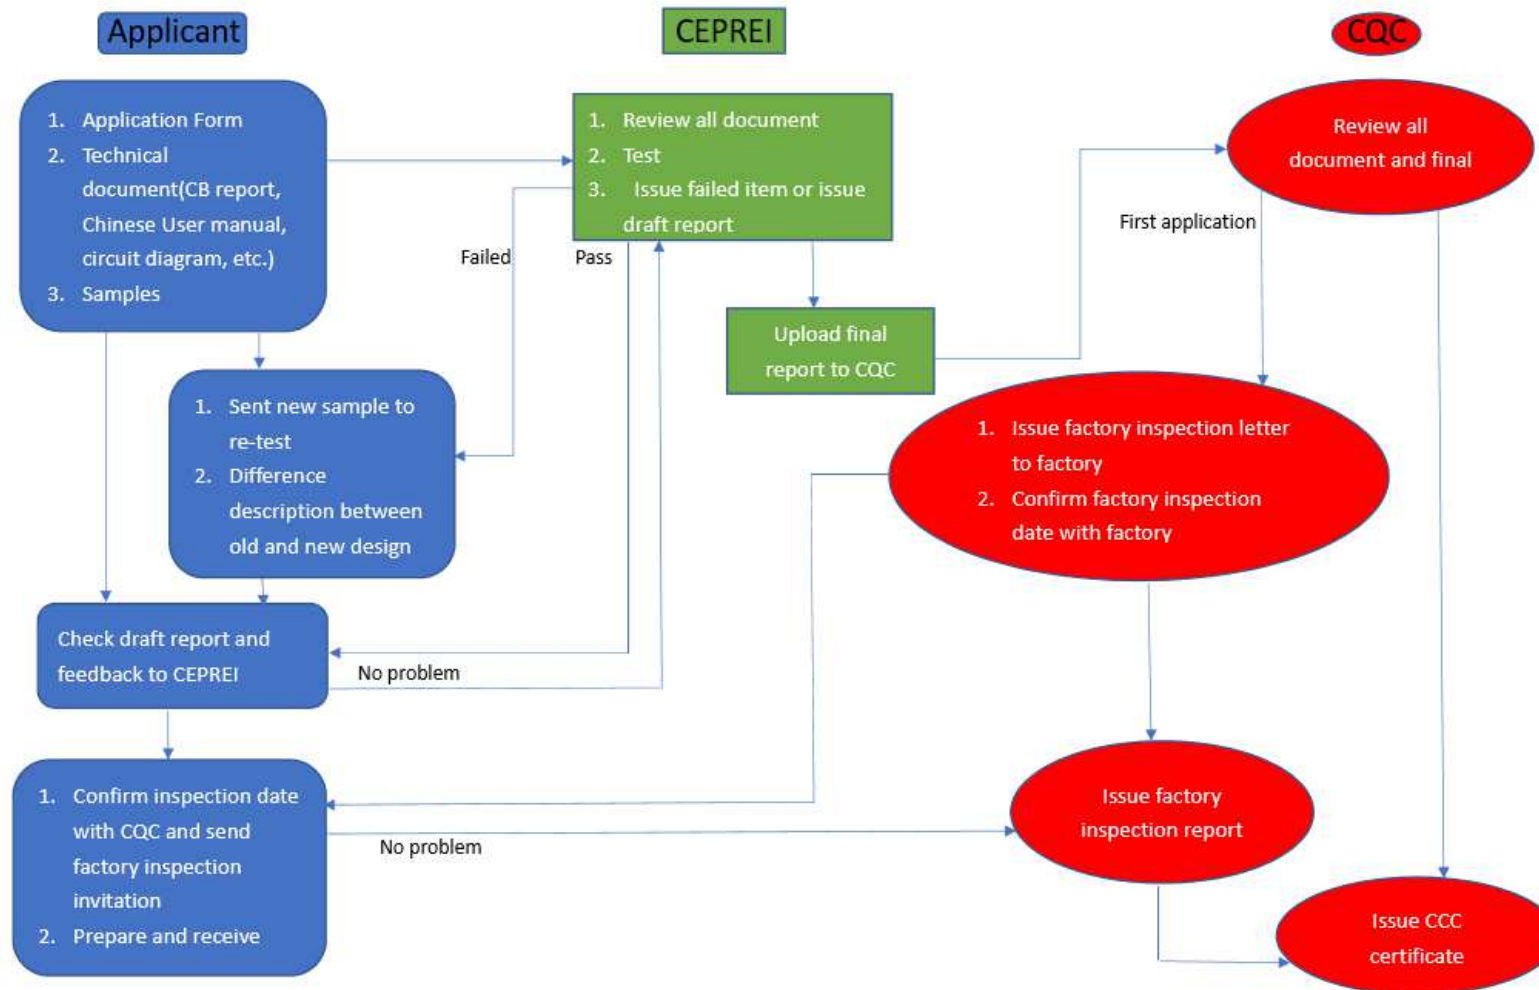 Applicant
CEPREI
CQC
1. Application Form
2. Technical
document(CB report,
Chinese User manual,
circuit diagram, etc.)
3. Samples
1. Review all document
2. Test
3. Issue failed item or issue
draft report
Review all
document and final
First application
Failed
Pass
Upload final
report to CQC
1. Sent new sample to
re-test
2. Difference
description between
old and new design
1. Issue factory inspection letter
to factory
2. Confirm factory inspection
date with factory
Check draft report and
feedback to CEPREI
No problem
1. Confirm inspection date
with CQC and send
factory inspection
invitation
2. Prepare and receive
No problem
Issue factory
inspection report
Issue CCC
certificate